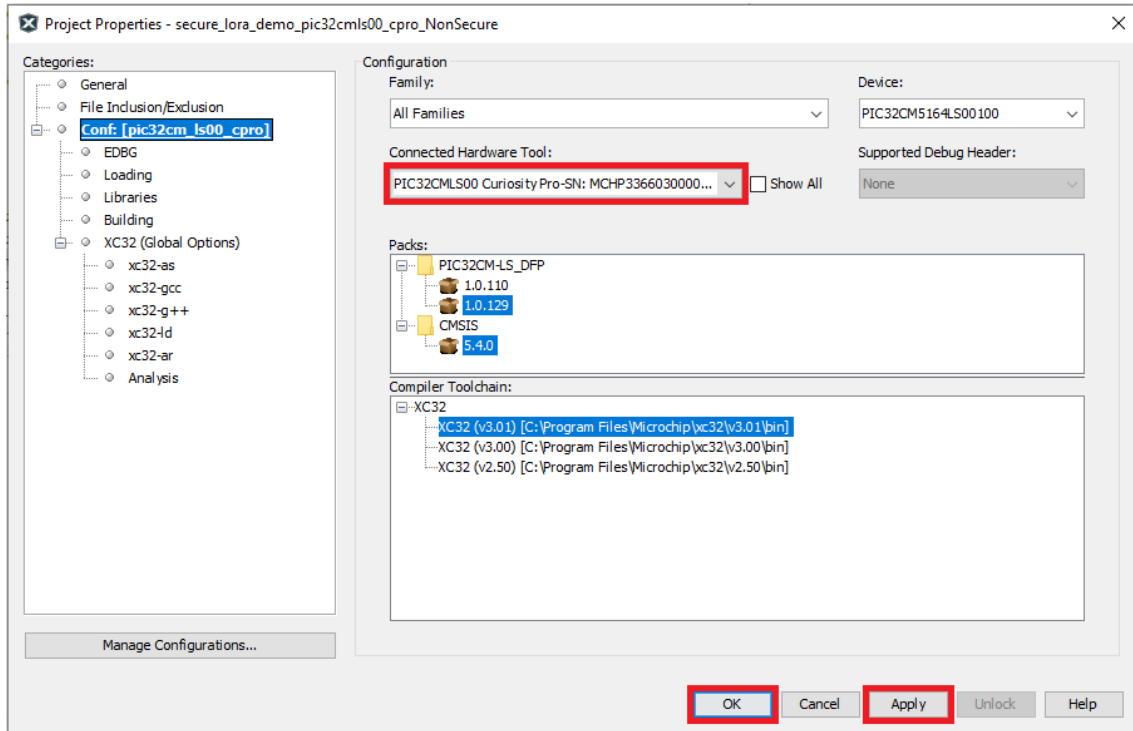 Project Properties - secure_lora_demo_pic32cmls00_cpro_NonSecure
Categories:
General
File Inclusion/Exclusion
Conf: [pic32cm_ls00_cpro]
EDBG
Loading
Libraries
Building
XC32 (Global Options)
xc32-as
xc32-gcc
xc32-g++
xc32-ld
xc32-ar
Analysis
Manage Configurations...
Configuration
Family:
All Families
Device:
PIC32CM5164LS00100
Connected Hardware Tool:
PIC32CMLS00 Curiosity Pro-SN: MCHP3366030000...
Show All
Supported Debug Header:
None
Packs:
PIC32CM-LS_DFP
1.0.110
1.0.129
CMSIS
5.4.0
Compiler Toolchain:
XC32
XC32 (v3.01) [C:\Program Files\Microchip\xc32\v3.01\bin]
XC32 (v3.00) [C:\Program Files\Microchip\xc32\v3.00\bin]
XC32 (v2.50) [C:\Program Files\Microchip\xc32\v2.50\bin]
OK
Cancel
Apply
Unlock
Help